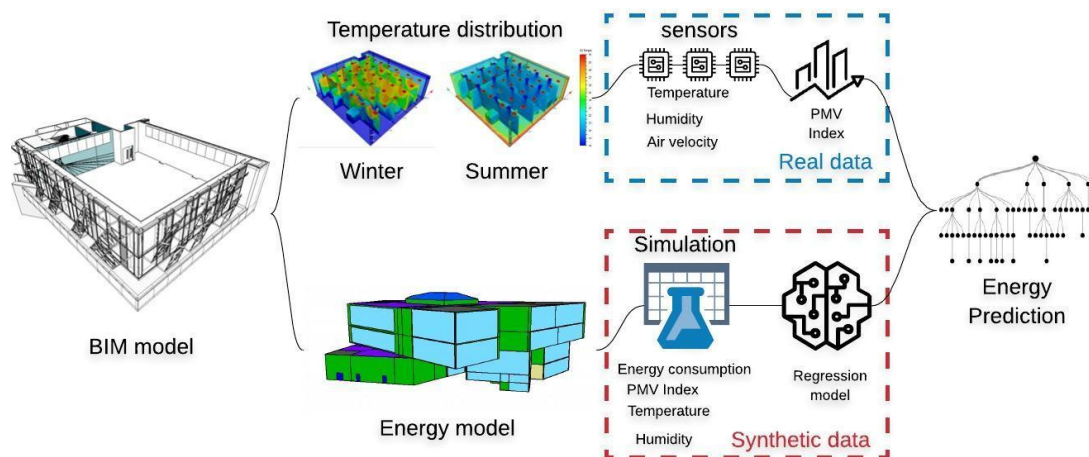 Temperature distribution
Winter
Summer
sensors
Temperature
Humidity
Air velocity
PMV
Index
Real data
BIM model
Energy model
Simulation
Energy consumption
PMV Index
Temperature
Humidity
Regression
model
Synthetic data
Energy
Prediction